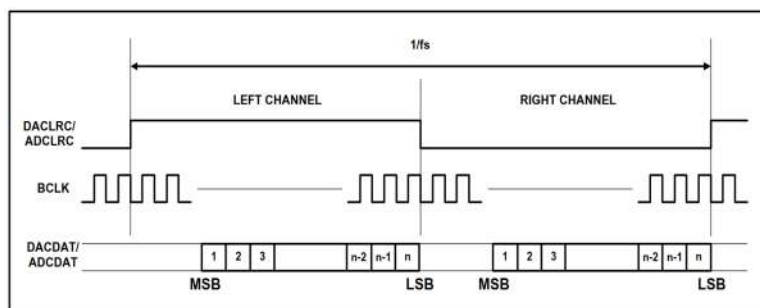 1/fs
LEFT CHANNEL RIGHT CHANNEL
DACLRC/
ADCLRC
BCLK
DACDAT/
ADCDAT
1 2 3 n-2 n-1 n 1 2 3 n-2 n-1 n
MSB LSB MSB LSB